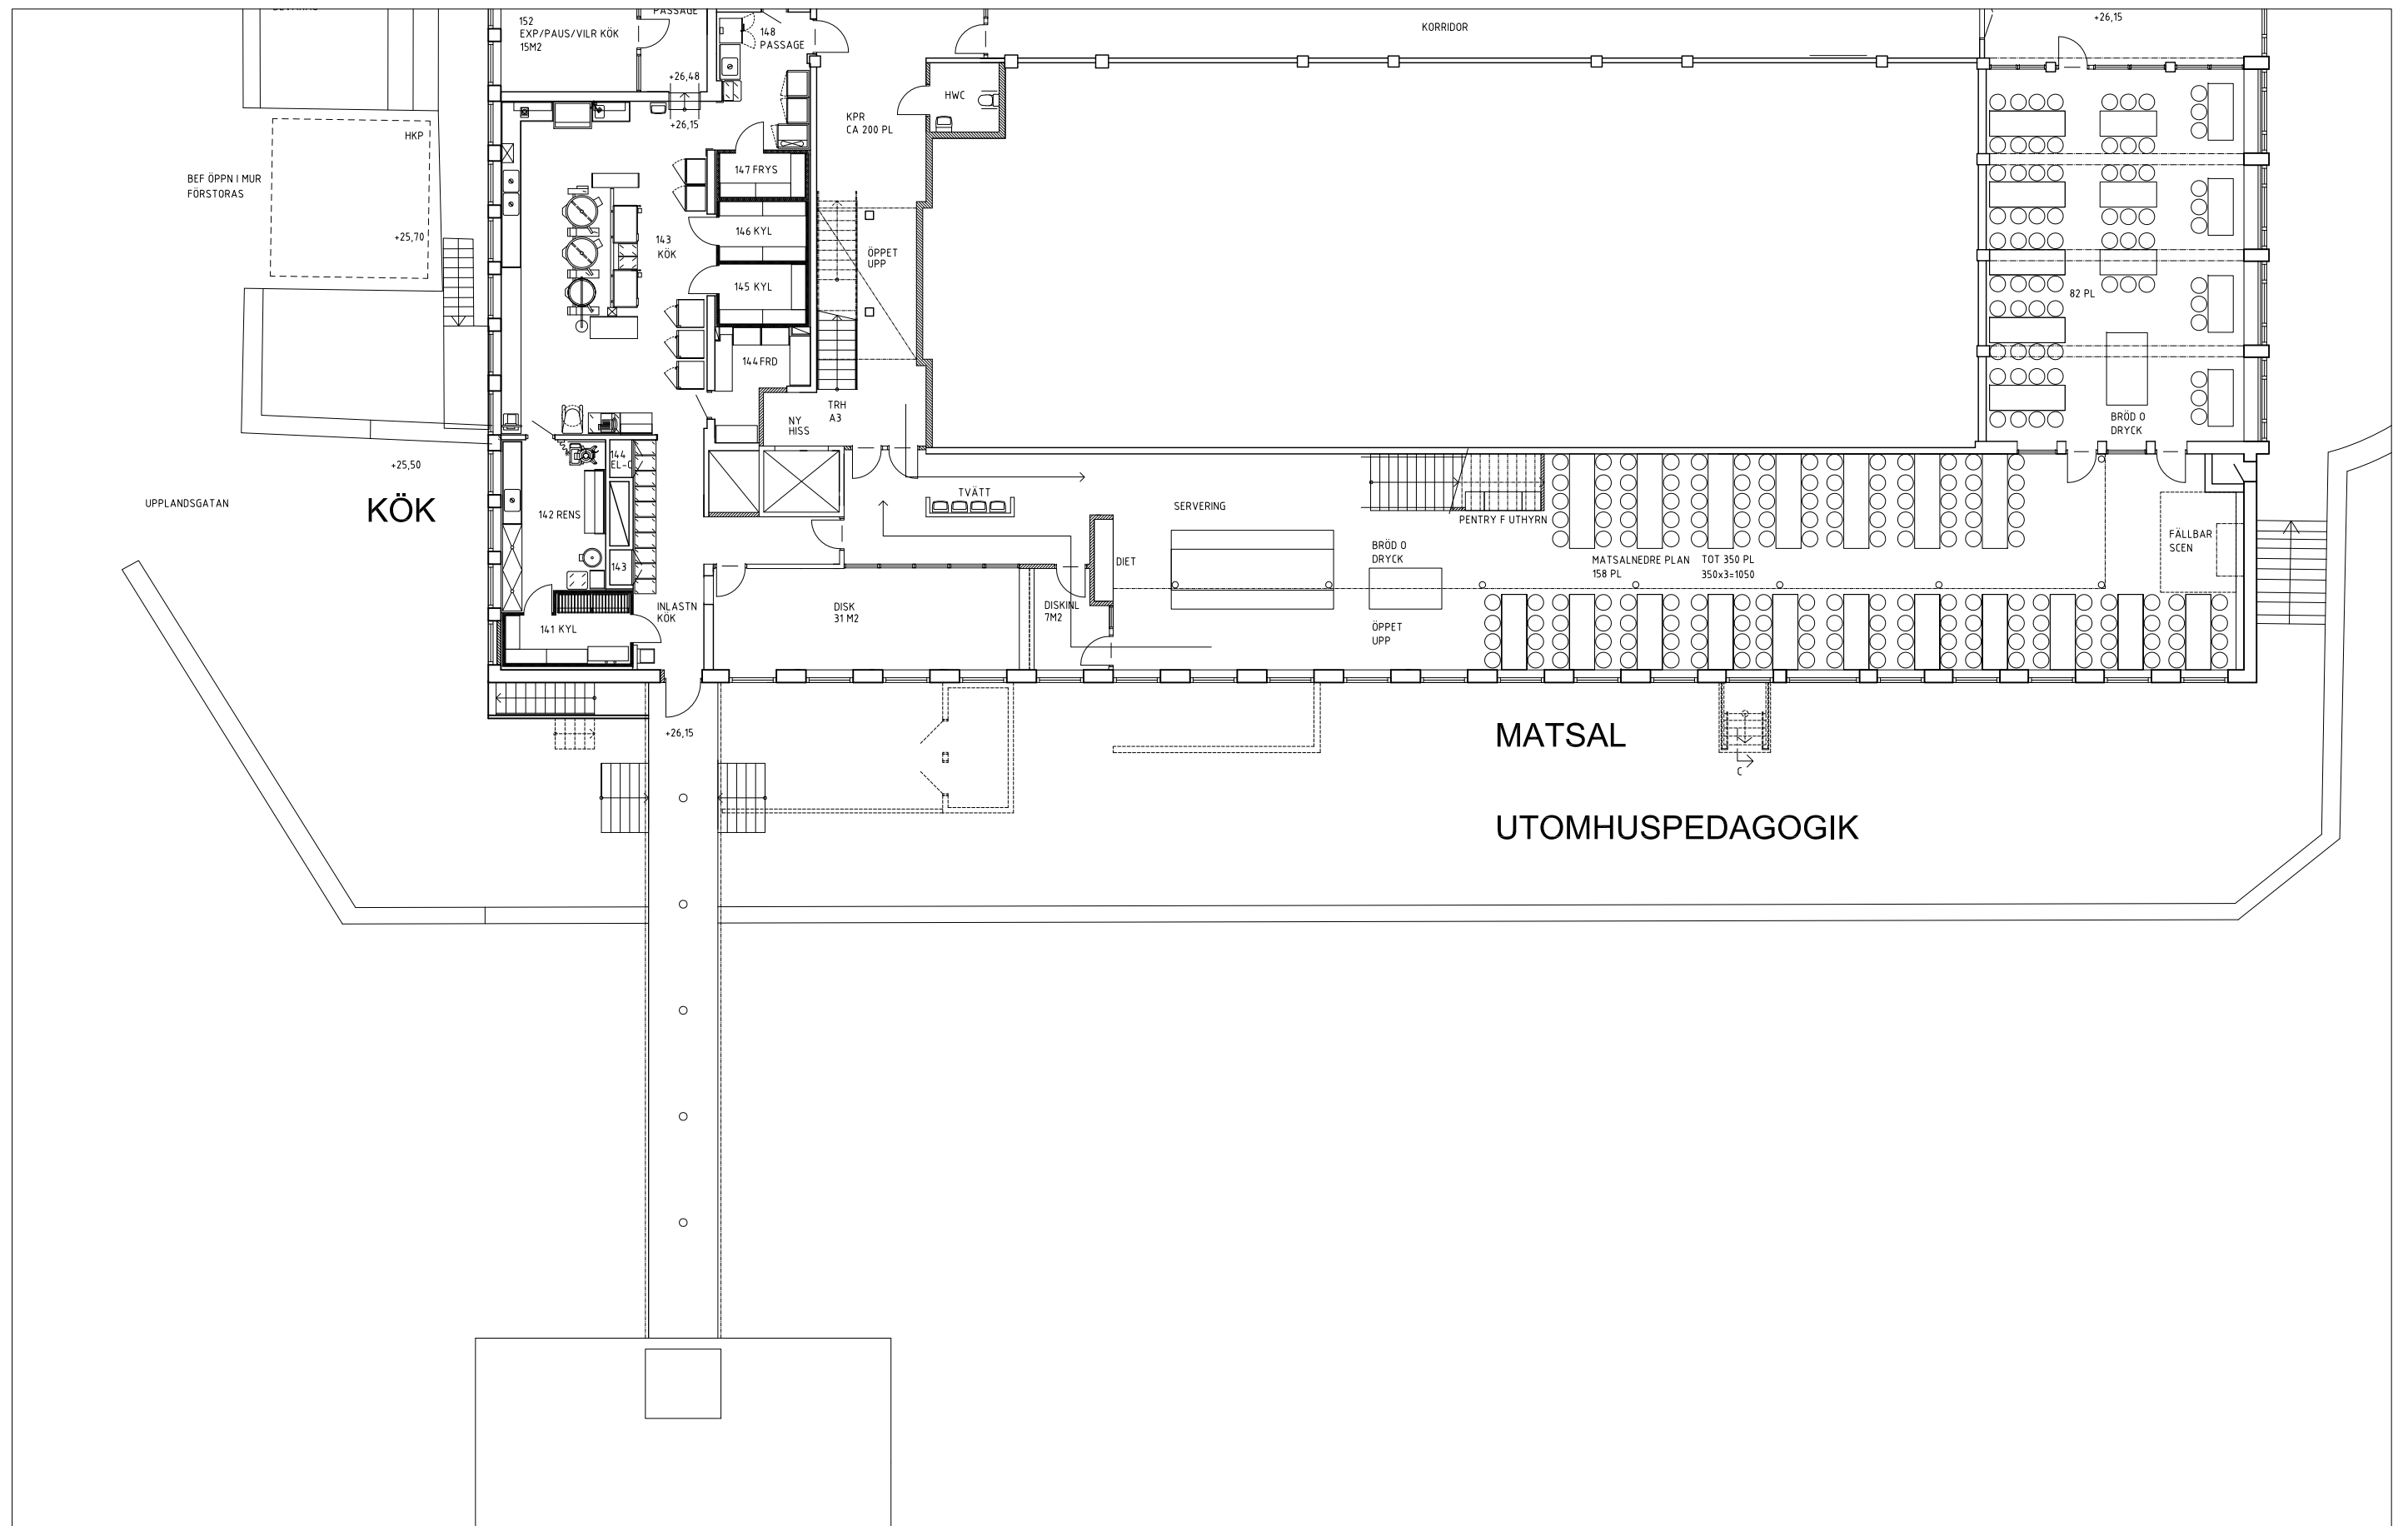 152
EXP/PAUS/VILR KÖK
15M2
PASSAGE
148
PASSAGE
KORRIDOR
+26,15
+26,48
+26,15
HWC
KPR
CA 200 PL
HKP
BEF ÖPPN I MUR
FÖRSTORAS
147 FRYS
+25,70
143
KÖK
146 KYL
ÖPPET
UPP
145 KYL
82 PL
144 FRD
TRH
A3
NY
HISS
BRÖD O
DRYCK
+25,50
144
EL-C
UPPLANDSGATAN
KÖK
142 RENS
TVÄTT
SERVERING
PENTRY F UTHYRN
FÄLLBAR
SCEN
BRÖD O
DRYCK
DIET
MATSALNEDRE PLAN
158 PL
TOT 350 PL
350x3=1050
143
INLASTN
KÖK
DISK
31 M2
DISKINL
7M2
141 KYL
ÖPPET
UPP
+26,15
MATSAL
C
UTOMHUSPEDAGOGIK